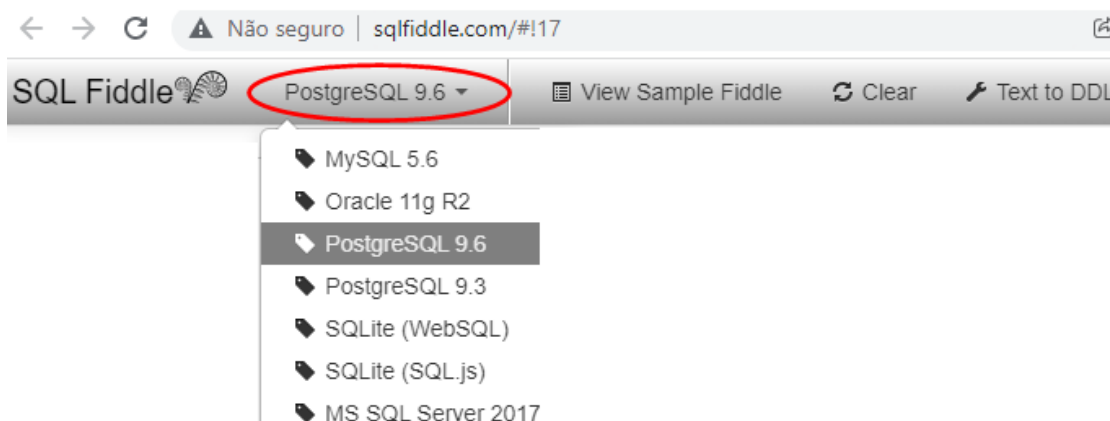 Não seguro | sqlfiddle.com/#!17
SQL Fiddle PostgreSQL 9.6 View Sample Fiddle Clear Text to DDL
MySQL 5.6
Oracle 11g R2
PostgreSQL 9.6
PostgreSQL 9.3
SQLite (WebSQL)
SQLite (SQL.js)
MS SQL Server 2017